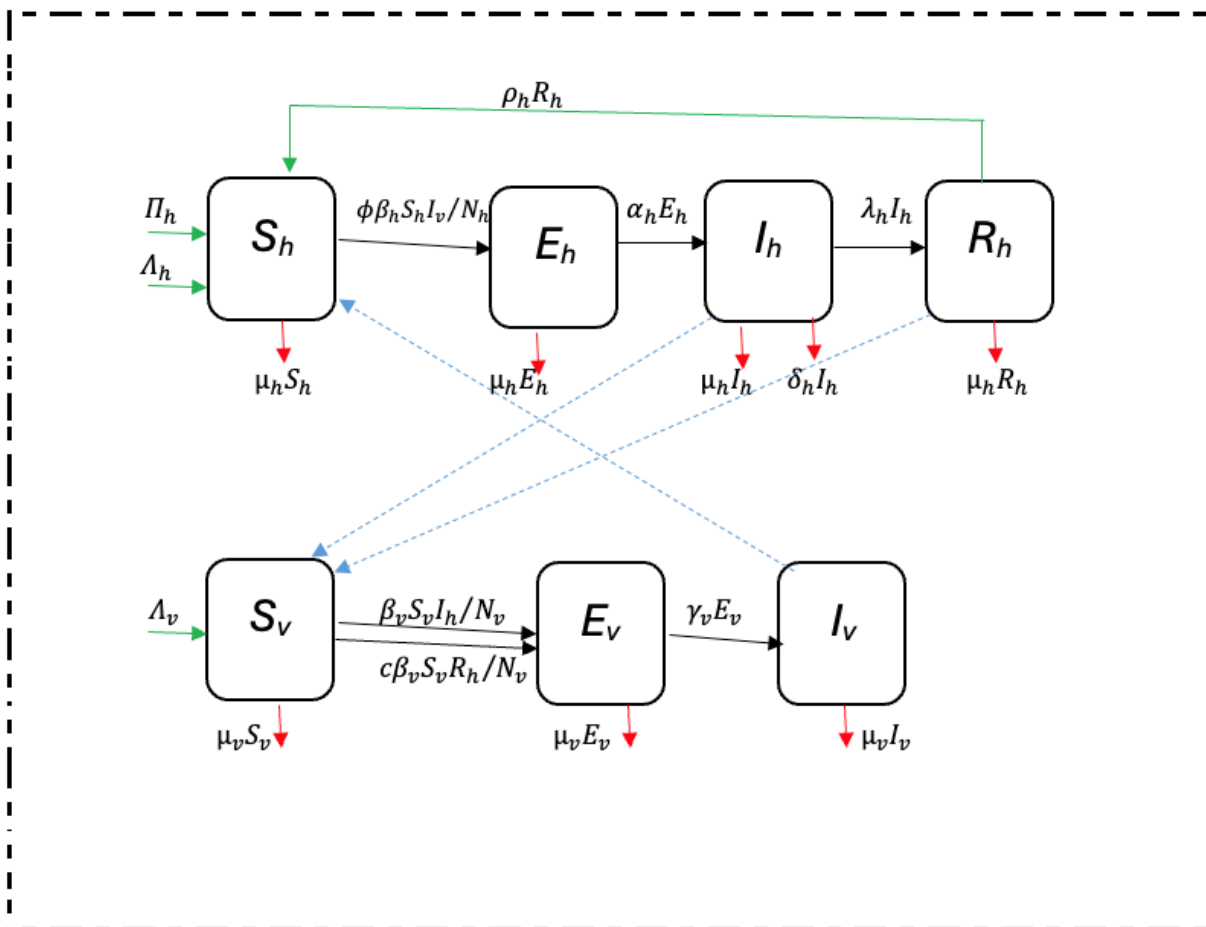 ρₕRₕ
Πₕ
Λₕ
Sₕ
ϕβₕSₕIᵥ/Nₕ
Eₕ
αₕEₕ
Iₕ
λₕIₕ
Rₕ
μₕSₕ
μₕEₕ
μₕIₕ
δₕIₕ
μₕRₕ
Λᵥ
Sᵥ
βᵥSᵥIₕ/Nᵥ
cβᵥSᵥRₕ/Nᵥ
Eᵥ
γᵥEᵥ
Iᵥ
μᵥSᵥ
μᵥEᵥ
μᵥIᵥ